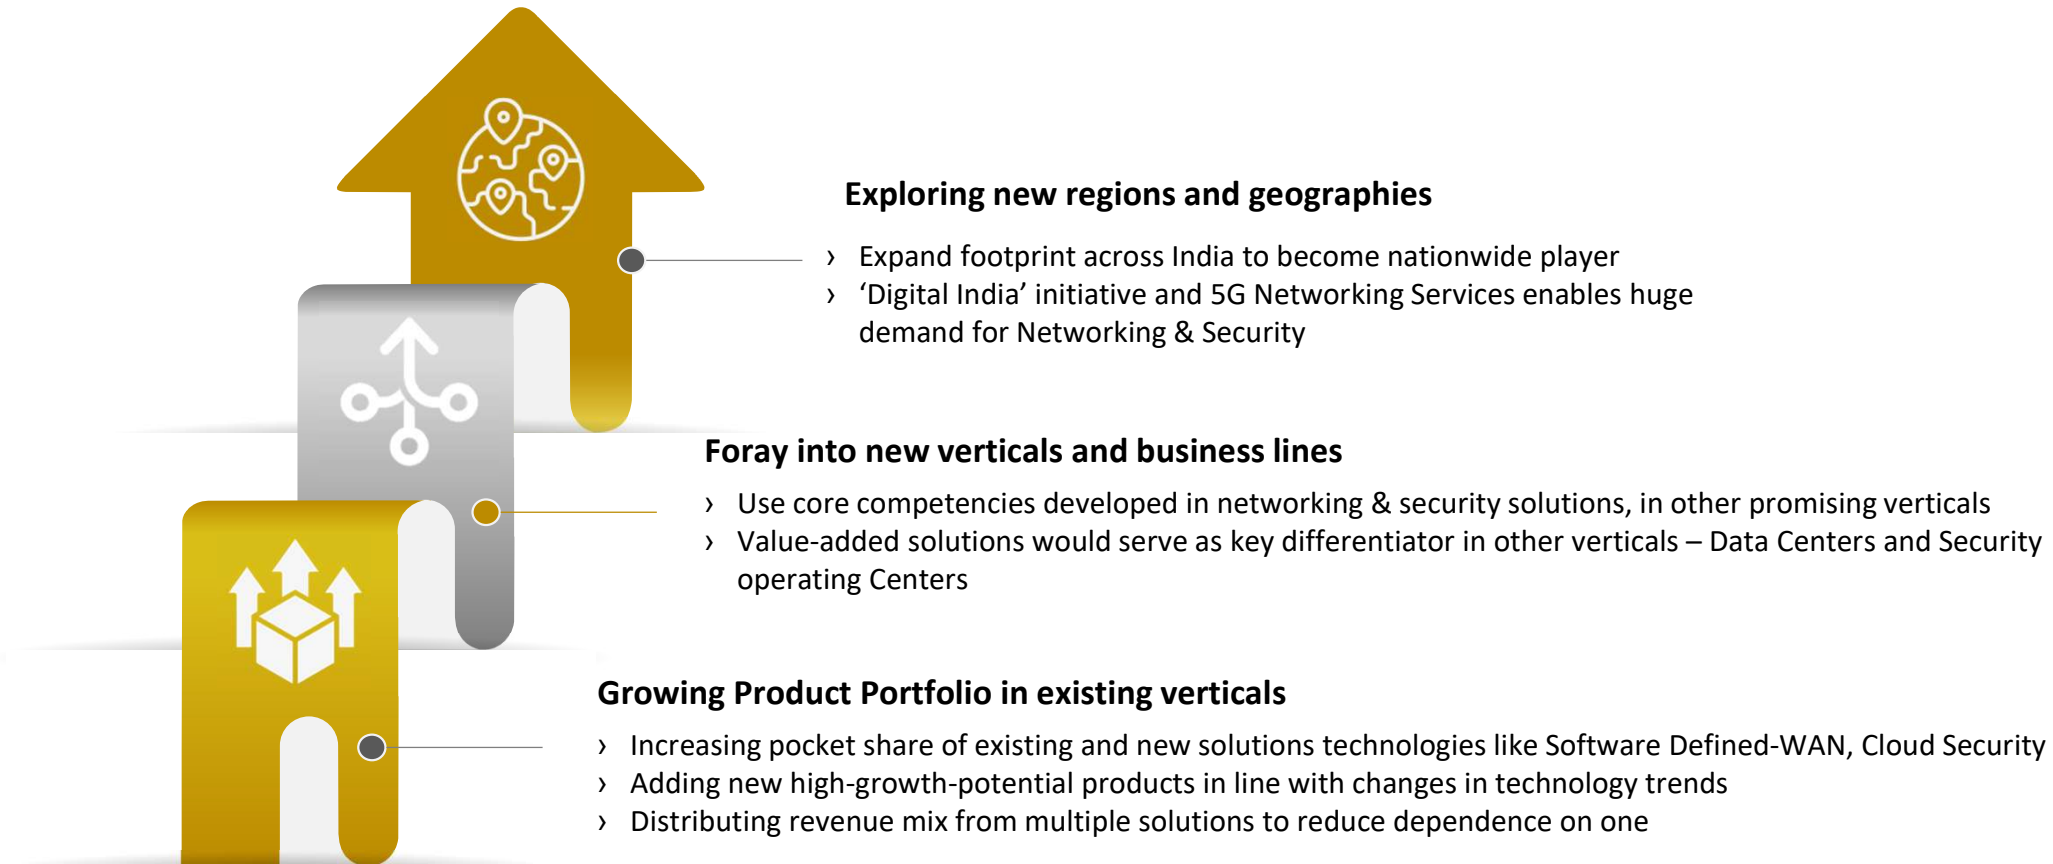 Exploring new regions and geographies
› Expand footprint across India to become nationwide player
› ‘Digital India’ initiative and 5G Networking Services enables huge
demand for Networking & Security
Foray into new verticals and business lines
› Use core competencies developed in networking & security solutions, in other promising verticals
› Value-added solutions would serve as key differentiator in other verticals – Data Centers and Security
operating Centers
Growing Product Portfolio in existing verticals
› Increasing pocket share of existing and new solutions technologies like Software Defined-WAN, Cloud Security
› Adding new high-growth-potential products in line with changes in technology trends
› Distributing revenue mix from multiple solutions to reduce dependence on one